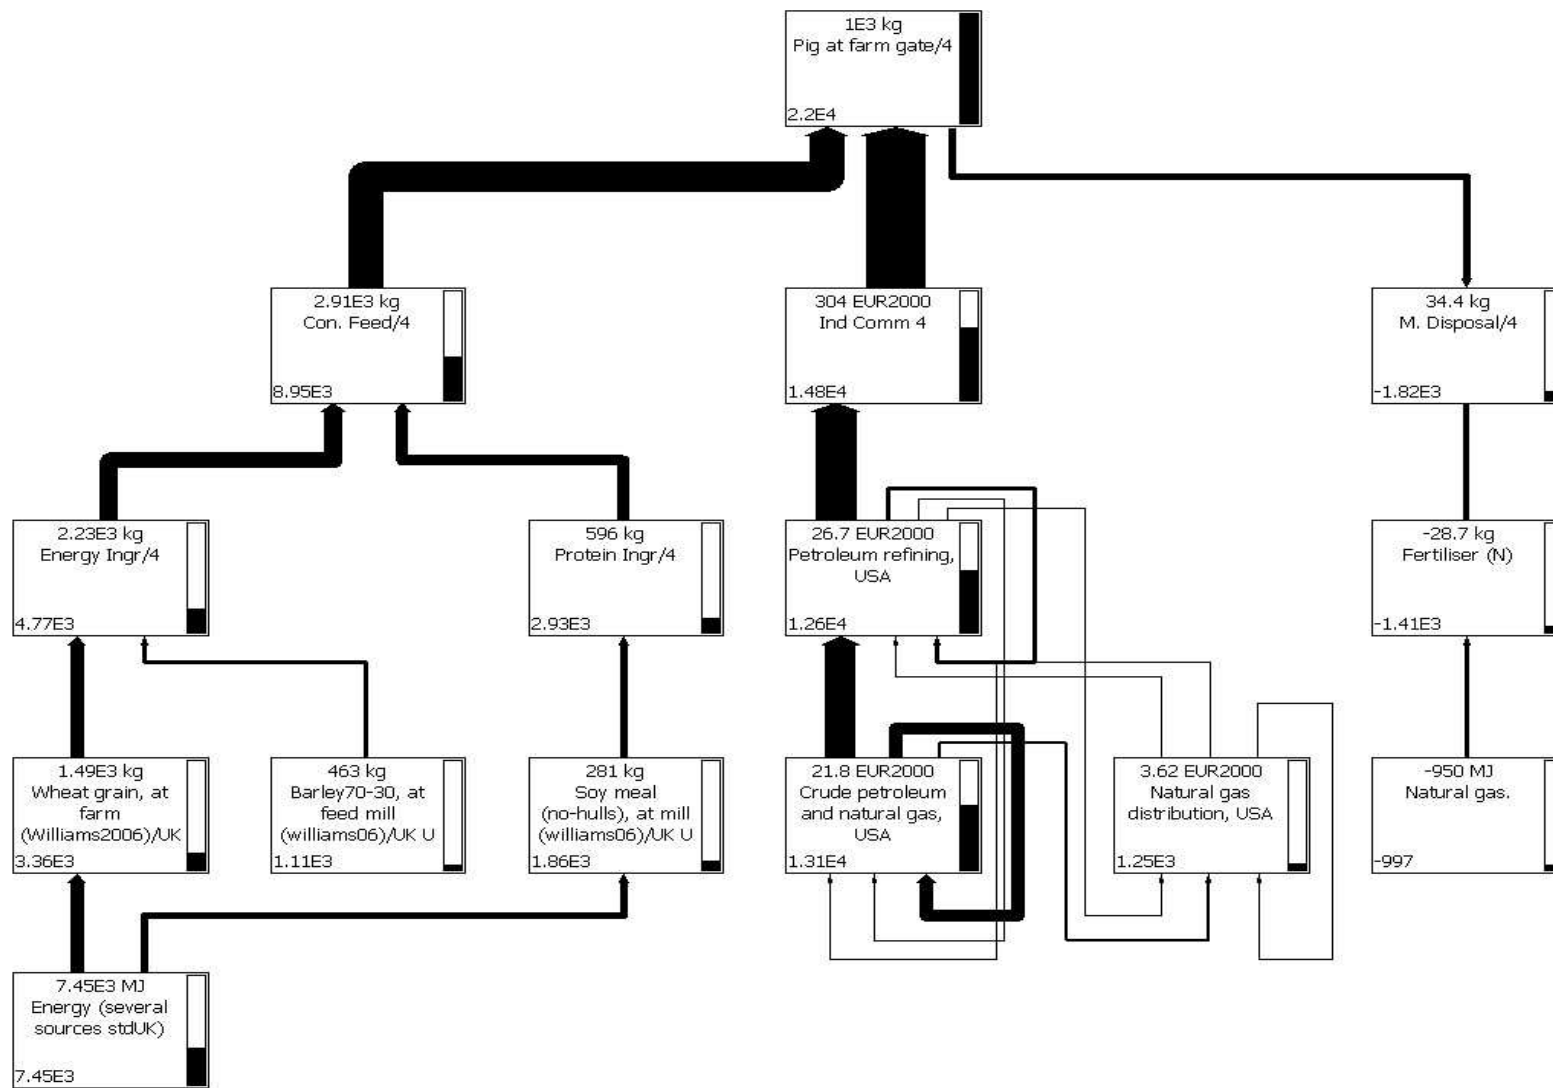 1E3 kg
Pig at farm gate/4
2.2E4
2.91E3 kg
Con. Feed/4
8.95E3
304 EUR2000
Ind Comm 4
1.48E4
34.4 kg
M. Disposal/4
-1.82E3
2.23E3 kg
Energy Ingr/4
4.77E3
596 kg
Protein Ingr/4
2.93E3
26.7 EUR2000
Petroleum refining,
USA
1.26E4
-28.7 kg
Fertiliser (N)
-1.41E3
1.49E3 kg
Wheat grain, at
farm
(Williams2006)/UK
3.36E3
463 kg
Barley70-30, at
feed mill
(williams06)/UK U
1.11E3
281 kg
Soy meal
(no-hulls), at mill
(williams06)/UK U
1.86E3
21.8 EUR2000
Crude petroleum
and natural gas,
USA
1.31E4
3.62 EUR2000
Natural gas
distribution, USA
1.25E3
-950 MJ
Natural gas.
-997
7.45E3 MJ
Energy (several
sources stdUK)
7.45E3